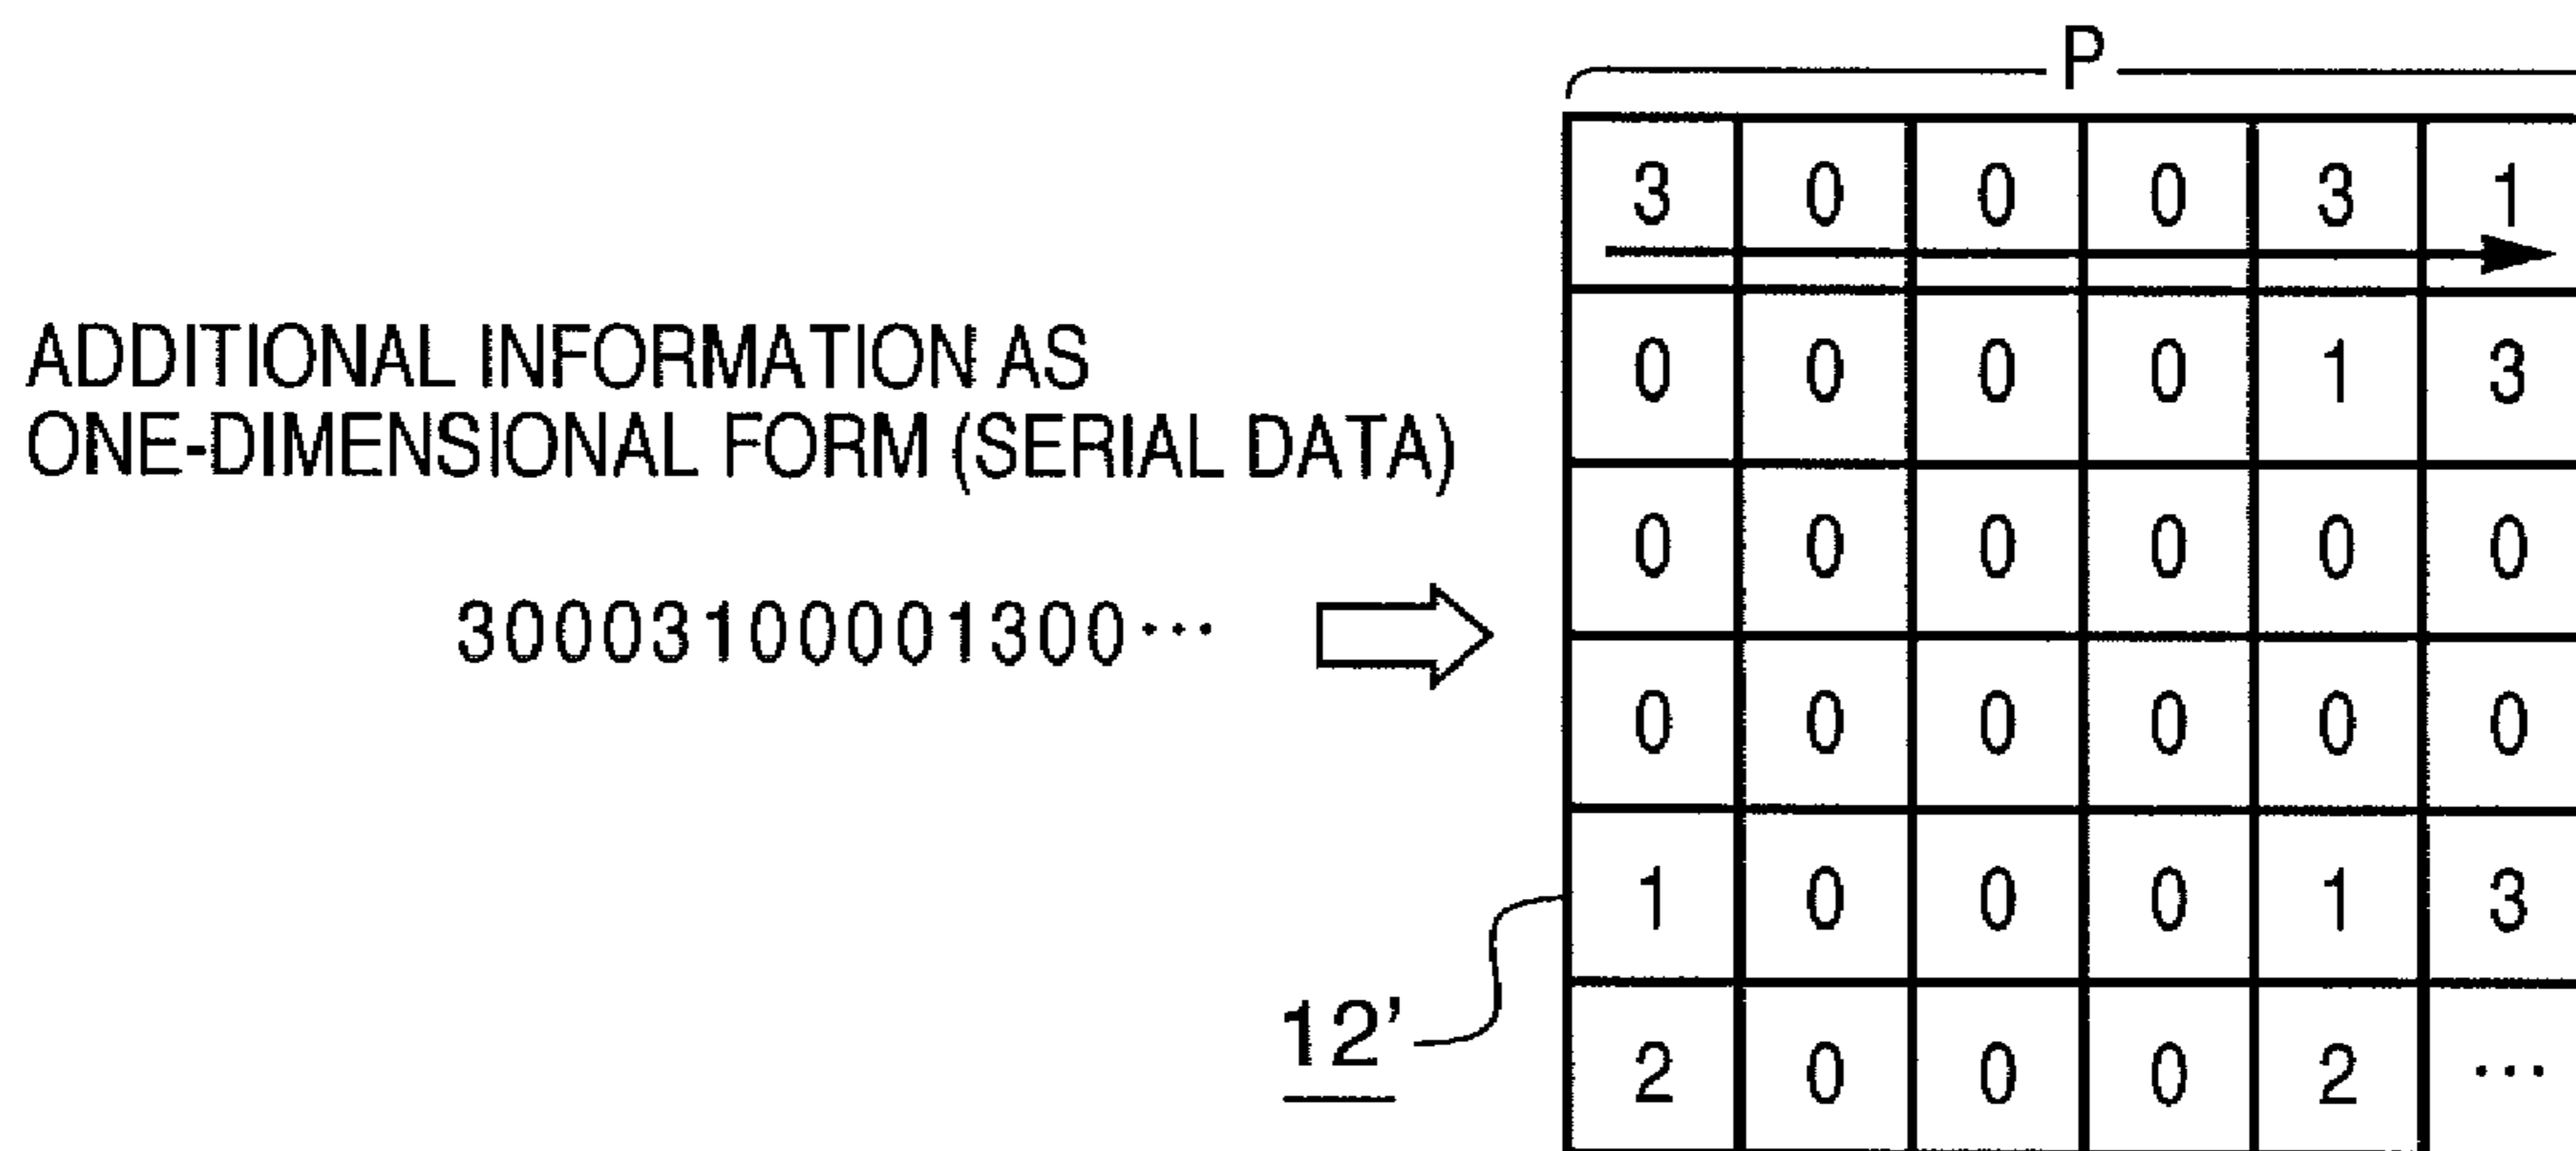 P
3 0 0 0 3 1
0 0 0 0 1 3
0 0 0 0 0 0
0 0 0 0 0 0
1 0 0 0 1 3
2 0 0 0 2 ···
ADDITIONAL INFORMATION AS
ONE-DIMENSIONAL FORM (SERIAL DATA)
30003100001300···
12'